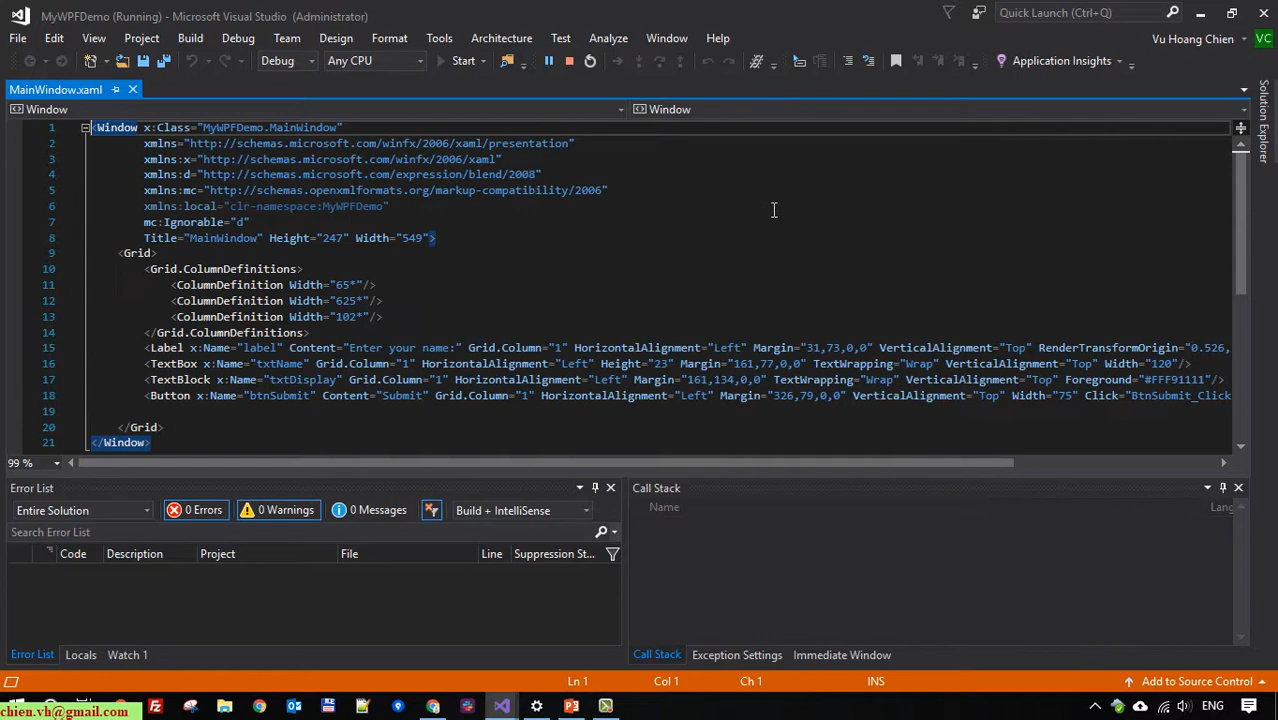 MyWPFDemo (Running) - Microsoft Visual Studio (Administrator)
Quick Launch (Ctrl+Q)
File Edit View Project Build Debug Team Design Format Tools Architecture Test Analyze Window Help
Vu Hoang Chien VC
Debug Any CPU Start Application Insights
MainWindow.xaml
Window Window
Solution Explorer
1 <Window x:Class="MyWPFDemo.MainWindow"
2 xmlns="http://schemas.microsoft.com/winfx/2006/xaml/presentation"
3 xmlns:x="http://schemas.microsoft.com/winfx/2006/xaml"
4 xmlns:d="http://schemas.microsoft.com/expression/blend/2008"
5 xmlns:mc="http://schemas.openxmlformats.org/markup-compatibility/2006"
6 xmlns:local="clr-namespace:MyWPFDemo"
7 mc:Ignorable="d"
8 Title="MainWindow" Height="247" Width="549">
9 <Grid>
10 <Grid.ColumnDefinitions>
11 <ColumnDefinition Width="65*"/>
12 <ColumnDefinition Width="625*"/>
13 <ColumnDefinition Width="102*"/>
14 </Grid.ColumnDefinitions>
15 <Label x:Name="label" Content="Enter your name:" Grid.Column="1" HorizontalAlignment="Left" Margin="31,73,0,0" VerticalAlignment="Top" RenderTransformOrigin="0.526,
16 <TextBox x:Name="txtName" Grid.Column="1" HorizontalAlignment="Left" Height="23" Margin="161,77,0,0" TextWrapping="Wrap" VerticalAlignment="Top" Width="120"/>
17 <TextBlock x:Name="txtDisplay" Grid.Column="1" HorizontalAlignment="Left" Margin="161,134,0,0" TextWrapping="Wrap" VerticalAlignment="Top" Foreground="#FFF91111"/>
18 <Button x:Name="btnSubmit" Content="Submit" Grid.Column="1" HorizontalAlignment="Left" Margin="326,79,0,0" VerticalAlignment="Top" Width="75" Click="BtnSubmit_Click
19
20 </Grid>
21 </Window>
99 %
Error List
Call Stack
Entire Solution 0 Errors 0 Warnings 0 Messages Build + IntelliSense
Name Lang
Search Error List
Code Description Project File Line Suppression St...
Error List Locals Watch 1
Call Stack Exception Settings Immediate Window
Ln 1 Col 1 Ch 1 INS Add to Source Control
chien.vh@gmail.com
ENG